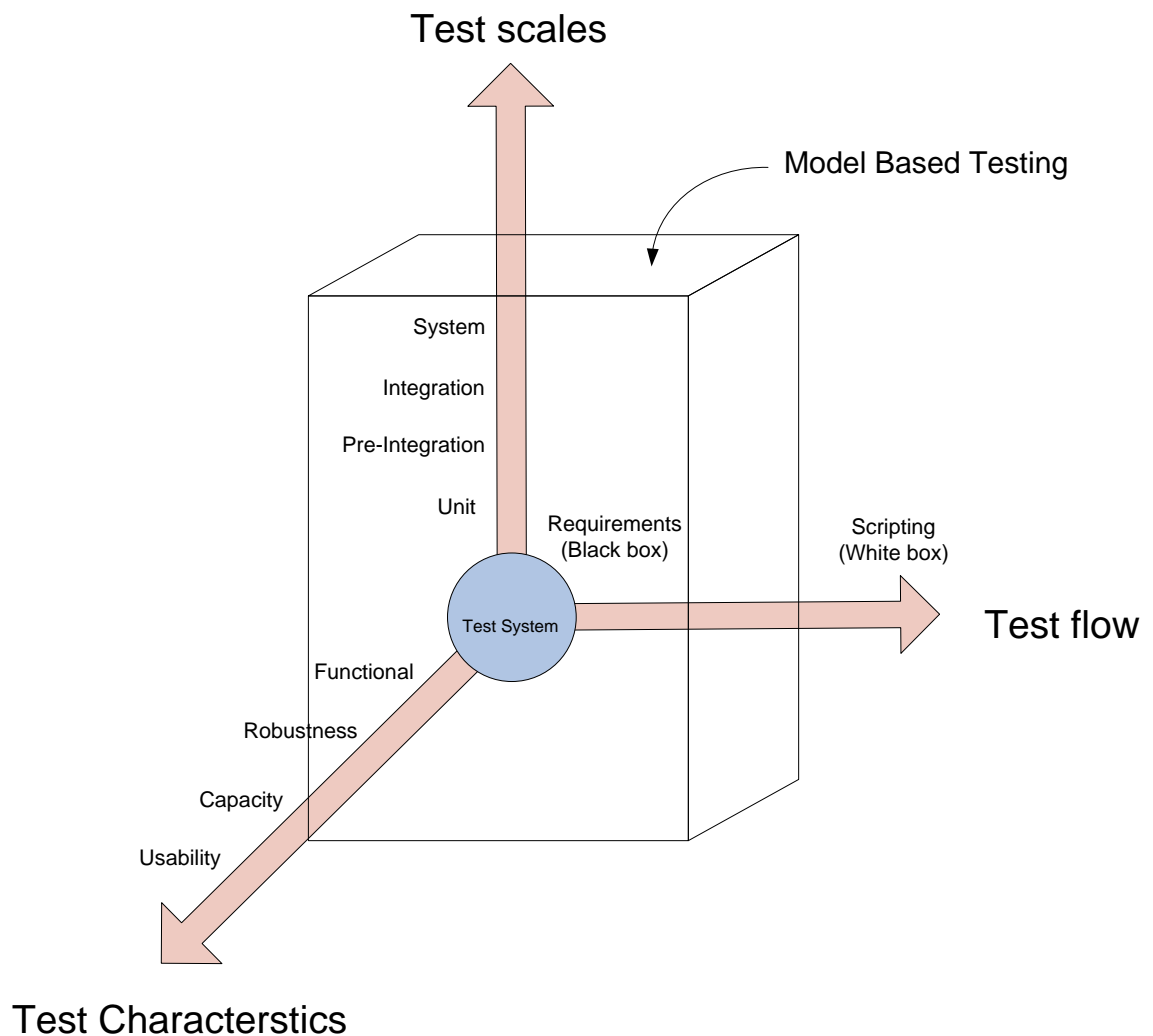 Test scales
Model Based Testing
System
Integration
Pre-Integration
Unit
Requirements
(Black box)
Scripting
(White box)
Test System
Test flow
Functional
Robustness
Capacity
Usability
Test Characterstics